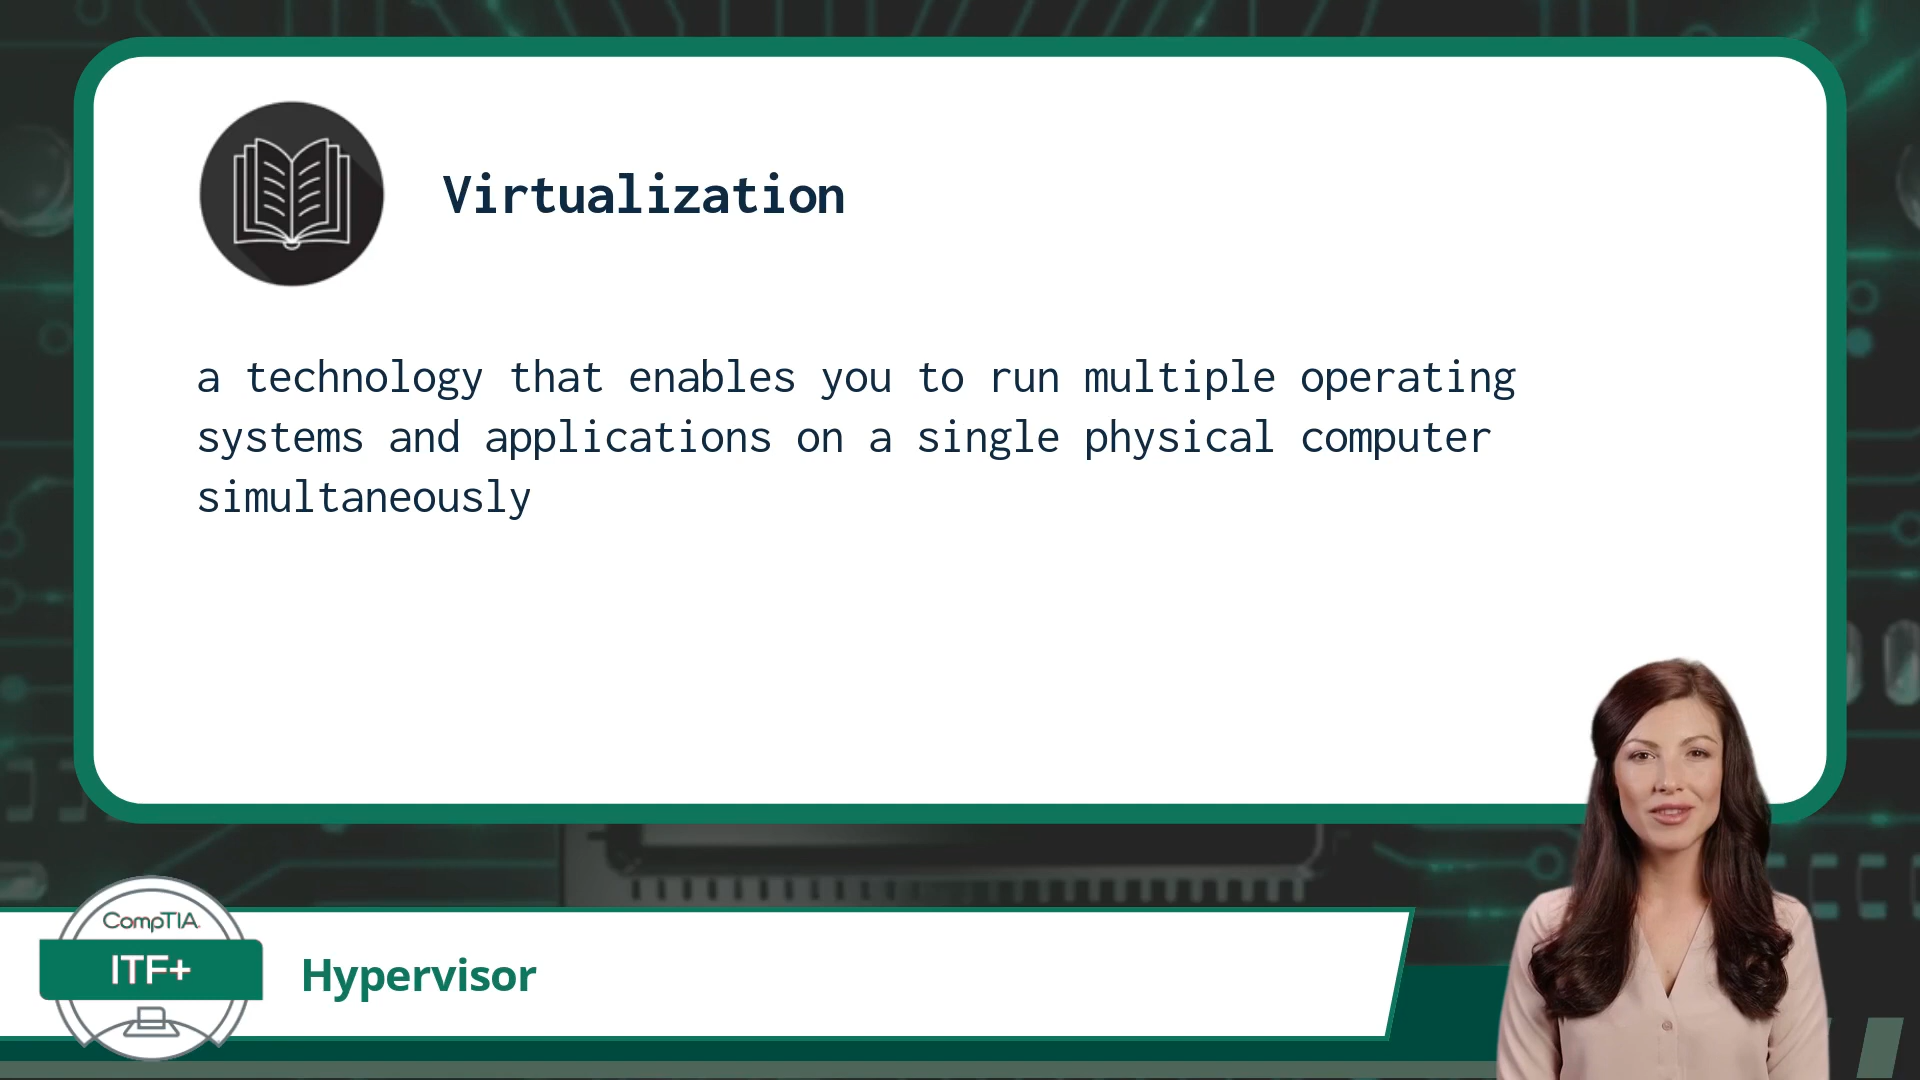 Virtualization
a technology that enables you to run multiple operating
systems and applications on a single physical computer
simultaneously
CompTIA.
ITF+
Hypervisor